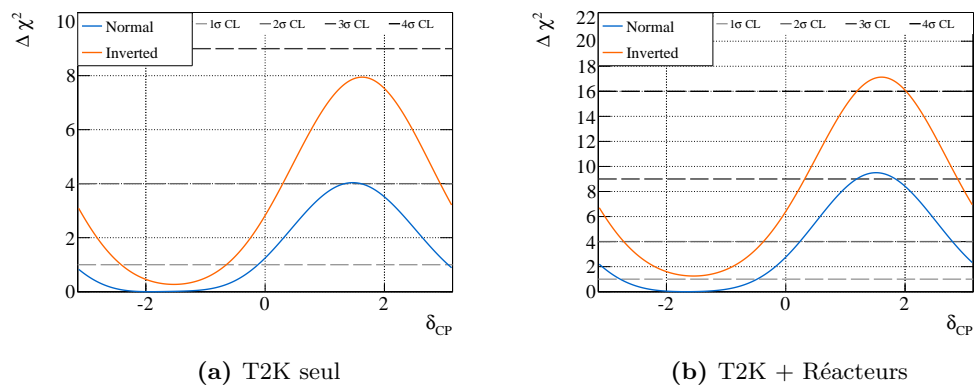 Normal
Inverted
1σ CL
2σ CL
3σ CL
4σ CL
Δ χ²
10
8
6
4
2
0
-2
0
2
δCP
(a) T2K seul
Normal
Inverted
1σ CL
2σ CL
3σ CL
4σ CL
Δ χ²
22
20
18
16
14
12
10
8
6
4
2
0
-2
0
2
δCP
(b) T2K + Réacteurs